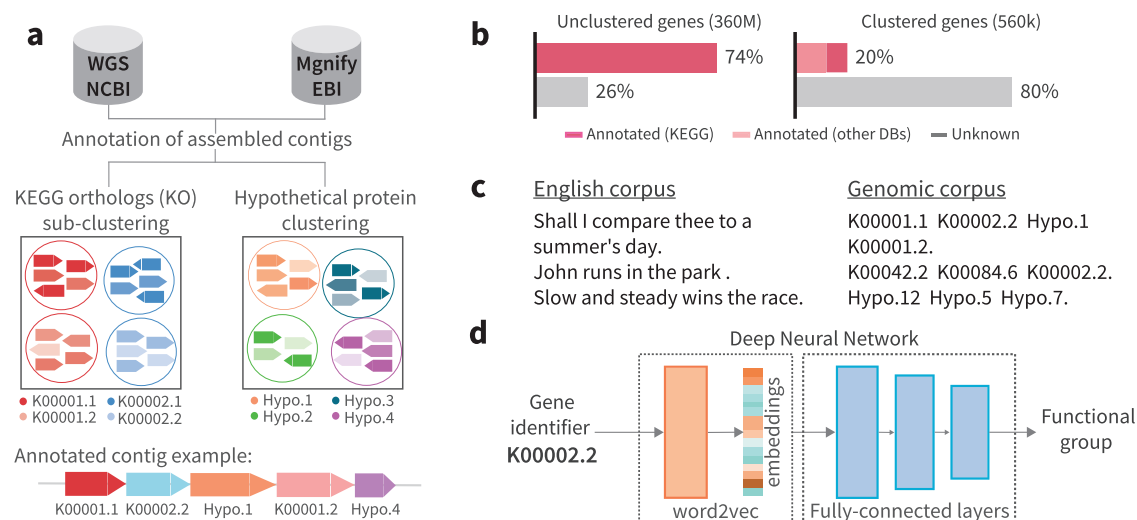 a
WGS
NCBI
Mgnify
EBI
Annotation of assembled contigs
KEGG orthologs (KO)
sub-clustering
Hypothetical protein
clustering
K00001.1
K00002.1
K00001.2
K00002.2
Hypo.1
Hypo.3
Hypo.2
Hypo.4
Annotated contig example:
K00001.1 K00002.2 Hypo.1 K00001.2 Hypo.4
b
Unclustered genes (360M)
74%
26%
Clustered genes (560k)
20%
80%
Annotated (KEGG) Annotated (other DBs) Unknown
c
English corpus
Shall I compare thee to a
summer's day.
John runs in the park .
Slow and steady wins the race.
Genomic corpus
K00001.1 K00002.2 Hypo.1
K00001.2.
K00042.2 K00084.6 K00002.2.
Hypo.12 Hypo.5 Hypo.7.
d
Deep Neural Network
Gene
identifier
K00002.2
embeddings
word2vec
Fully-connected layers
Functional
group